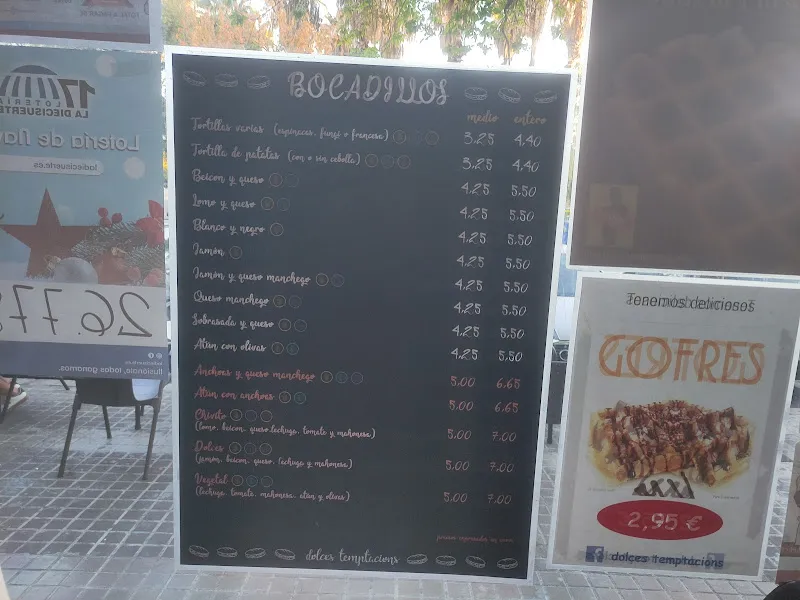 17
LOTERÍA
LA DIECISIETE
Lotería de Nav
ladiecisuerte.es
26.773
BOCADILLOS
medio entero
Tortillas varias (espinacas, fungi o francesa) 3,25 4,40
Tortilla de patatas (con o sin cebolla) 3,25 4,40
Beicon y queso 4,25 5,50
Lomo y queso 4,25 5,50
Blanco y negro 4,25 5,50
Jamón 4,25 5,50
Jamón y queso manchego 4,25 5,50
Queso manchego 4,25 5,50
Sobrasada y queso 4,25 5,50
Atún con olivas 4,25 5,50
Anchoas y queso manchego 5,00 6,65
Atún con anchoas 5,00 6,65
Chivito 5,00 7,00
(lomo, beicon, queso, lechuga, tomate y mahonesa)
Dolces 5,00 7,00
(jamón, beicon, queso, lechuga y mahonesa)
Vegetal 5,00 7,00
(lechuga, tomate, mahonesa, atún y olivas)
dolces temptacions
Tenemos deliciosos
GOFRES
2,95 €
dolces temptacions